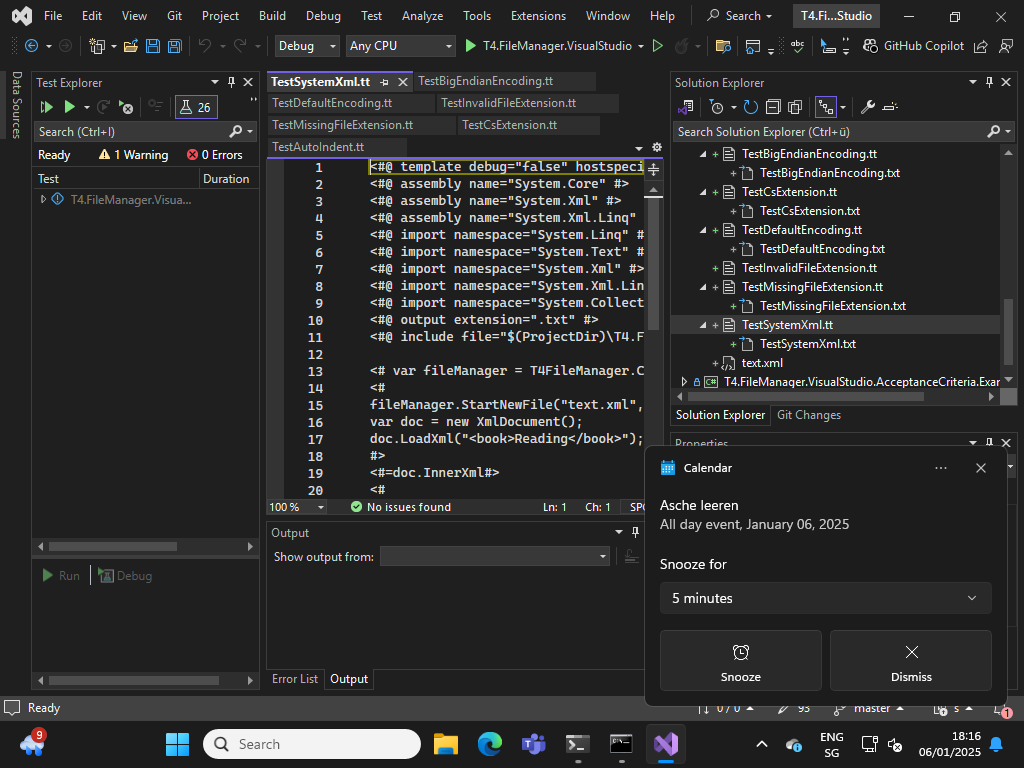 File Edit View Git Project Build Debug Test Analyze Tools Extensions Window Help Search T4.Fi...Studio
Debug Any CPU T4.FileManager.VisualStudio GitHub Copilot
Data Sources
Test Explorer
26
Search (Ctrl+I)
Ready 1 Warning 0 Errors
Test Duration
T4.FileManager.Visua...
Run Debug
TestSystemXml.tt TestBigEndianEncoding.tt
TestDefaultEncoding.tt TestInvalidFileExtension.tt
TestMissingFileExtension.tt TestCsExtension.tt
TestAutoIndent.tt
1 <#@ template debug="false" hostspeci
2 <#@ assembly name="System.Core" #>
3 <#@ assembly name="System.Xml" #>
4 <#@ assembly name="System.Xml.Linq"
5 <#@ import namespace="System.Linq" #
6 <#@ import namespace="System.Text" #
7 <#@ import namespace="System.Xml" #>
8 <#@ import namespace="System.Xml.Lin
9 <#@ import namespace="System.Collect
10 <#@ output extension=".txt" #>
11 <#@ include file="$(ProjectDir)\T4.F
12
13 <# var fileManager = T4FileManager.C
14 <#
15 fileManager.StartNewFile("text.xml",
16 var doc = new XmlDocument();
17 doc.LoadXml("<book>Reading</book>");
18 #>
19 <#=doc.InnerXml#>
20 <#
100 % No issues found Ln: 1 Ch: 1 SPC
Output
Show output from:
Error List Output
Solution Explorer
Search Solution Explorer (Ctrl+ü)
TestBigEndianEncoding.tt
TestBigEndianEncoding.txt
TestCsExtension.tt
TestCsExtension.txt
TestDefaultEncoding.tt
TestDefaultEncoding.txt
TestInvalidFileExtension.tt
TestMissingFileExtension.tt
TestMissingFileExtension.txt
TestSystemXml.tt
TestSystemXml.txt
text.xml
C# T4.FileManager.VisualStudio.AcceptanceCriteria.Exar
Solution Explorer Git Changes
Properties
Calendar
Asche leeren
All day event, January 06, 2025
Snooze for
5 minutes
Snooze Dismiss
Ready 0 / 0 93 master s 1
9 Search ENG 18:16
SG 06/01/2025